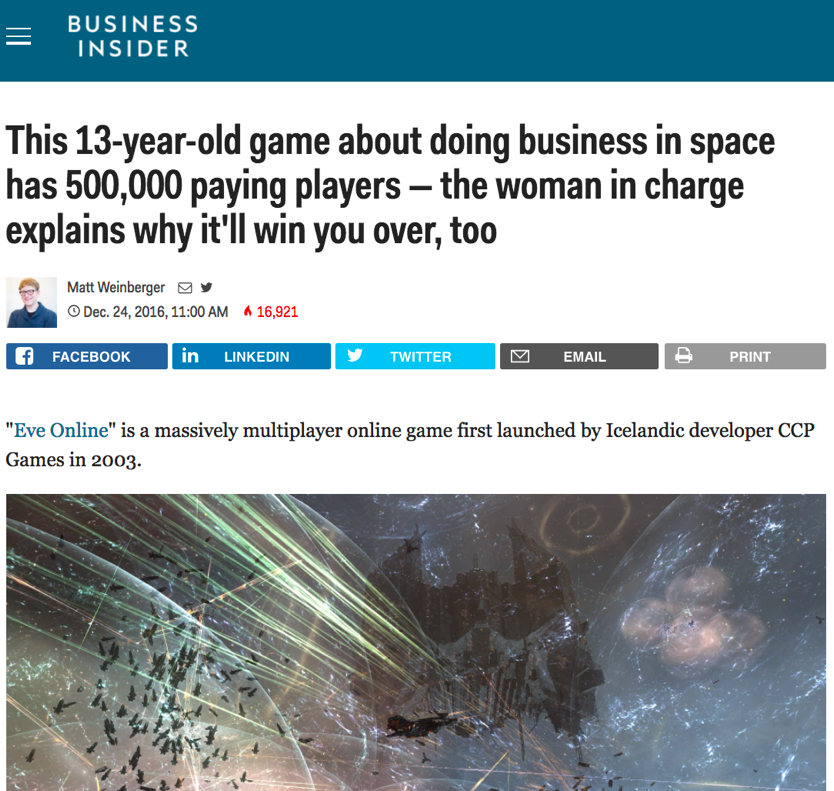 BUSINESS
INSIDER
This 13-year-old game about doing business in space
has 500,000 paying players — the woman in charge
explains why it'll win you over, too
Matt Weinberger
Dec. 24, 2016, 11:00 AM 16,921
FACEBOOK LINKEDIN TWITTER EMAIL PRINT
"Eve Online" is a massively multiplayer online game first launched by Icelandic developer CCP
Games in 2003.